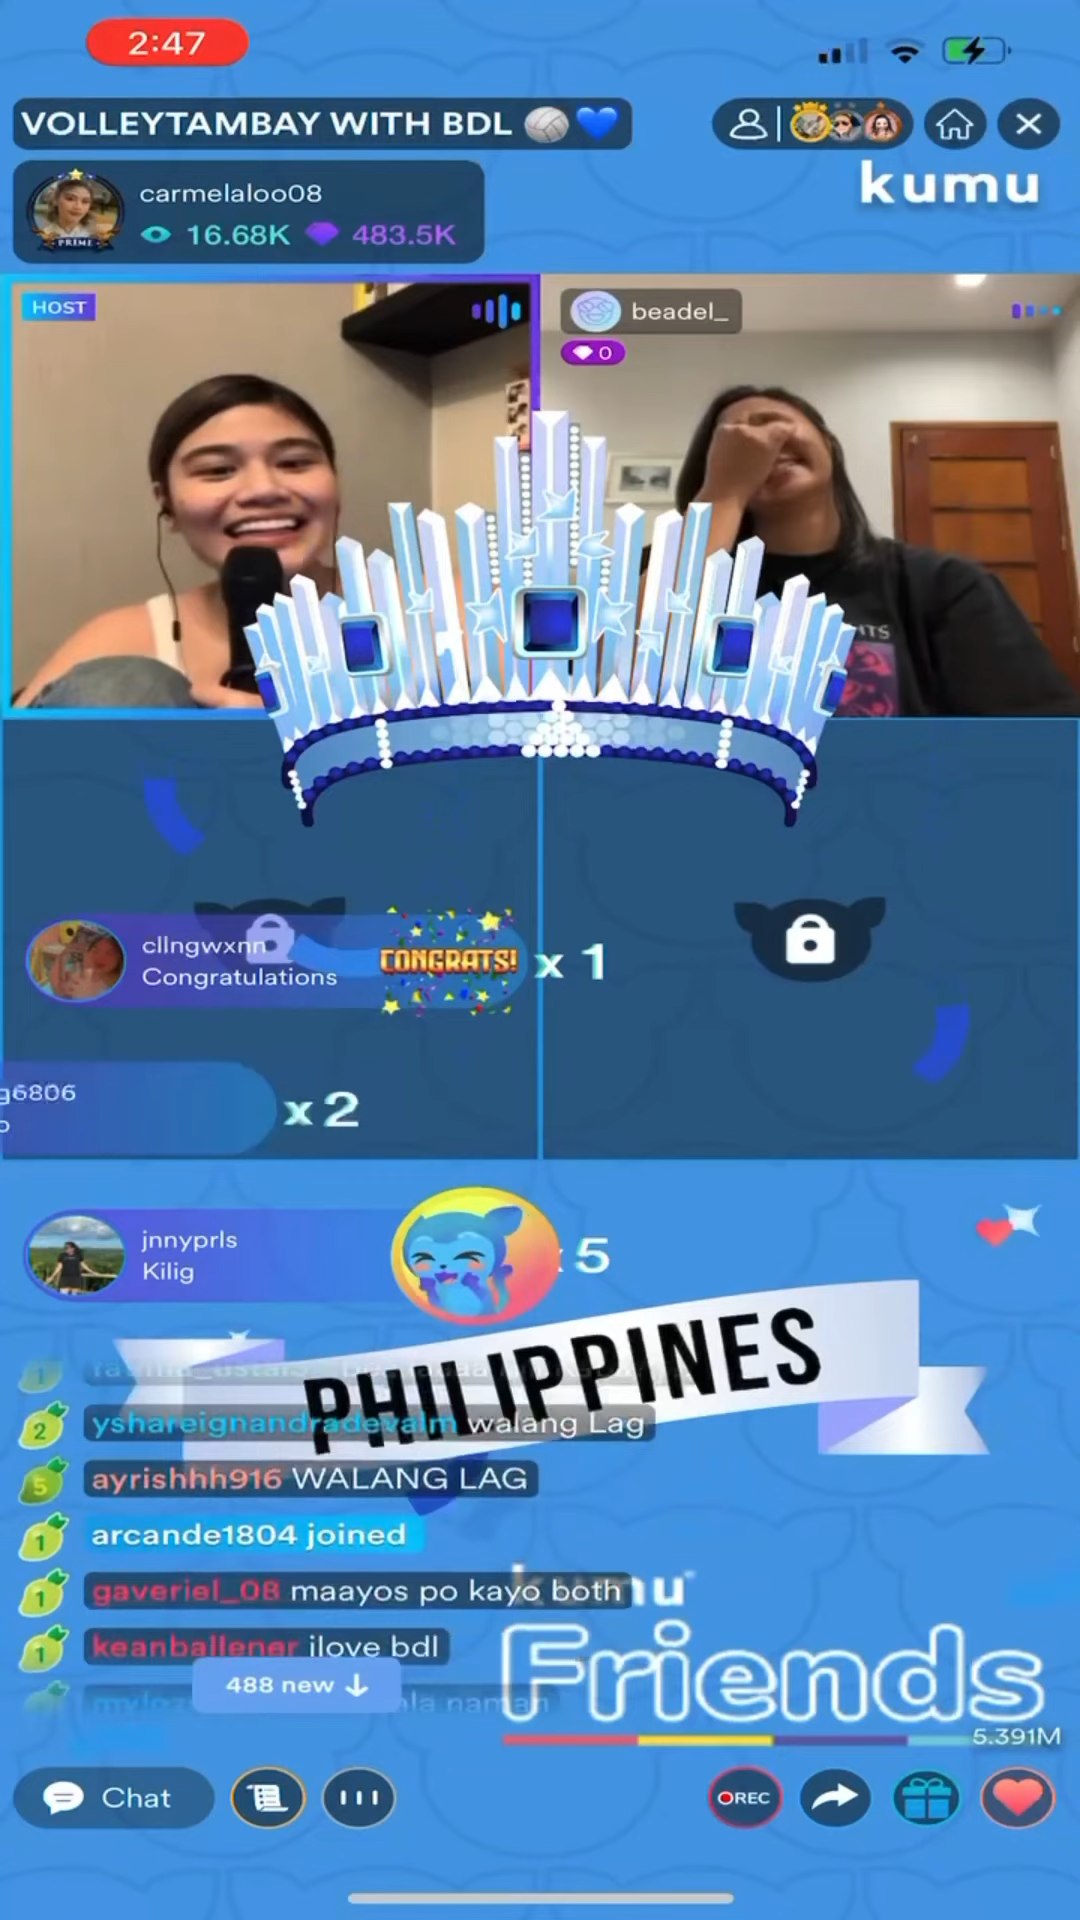 2:47
VOLLEYTAMBAY WITH BDL
carmelaloo08
16.68K 483.5K
PRIME
kumu
HOST
beadel_
0
cllngwxnn
Congratulations
CONGRATS! x 1
g6806
x 2
jnnyprls
Kilig
5
PHILIPPINES
2 yshareignandradevalm walang Lag
5 ayrishhh916 WALANG LAG
1 arcande1804 joined
1 gaveriel_08 maayos po kayo both
1 keanballener ilove bdl
488 new
kumu
Friends
5.391M
Chat
REC